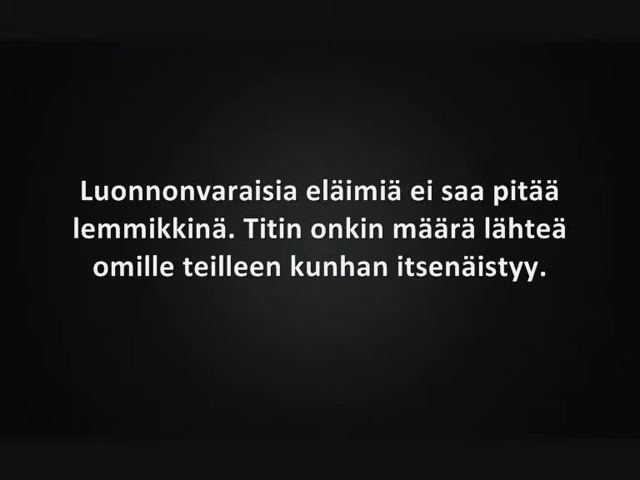 Luonnonvaraisia eläimiä ei saa pitää
lemmikkinä. Titin onkin määrä lähteä
omille teilleen kunhan itsenäistyy.